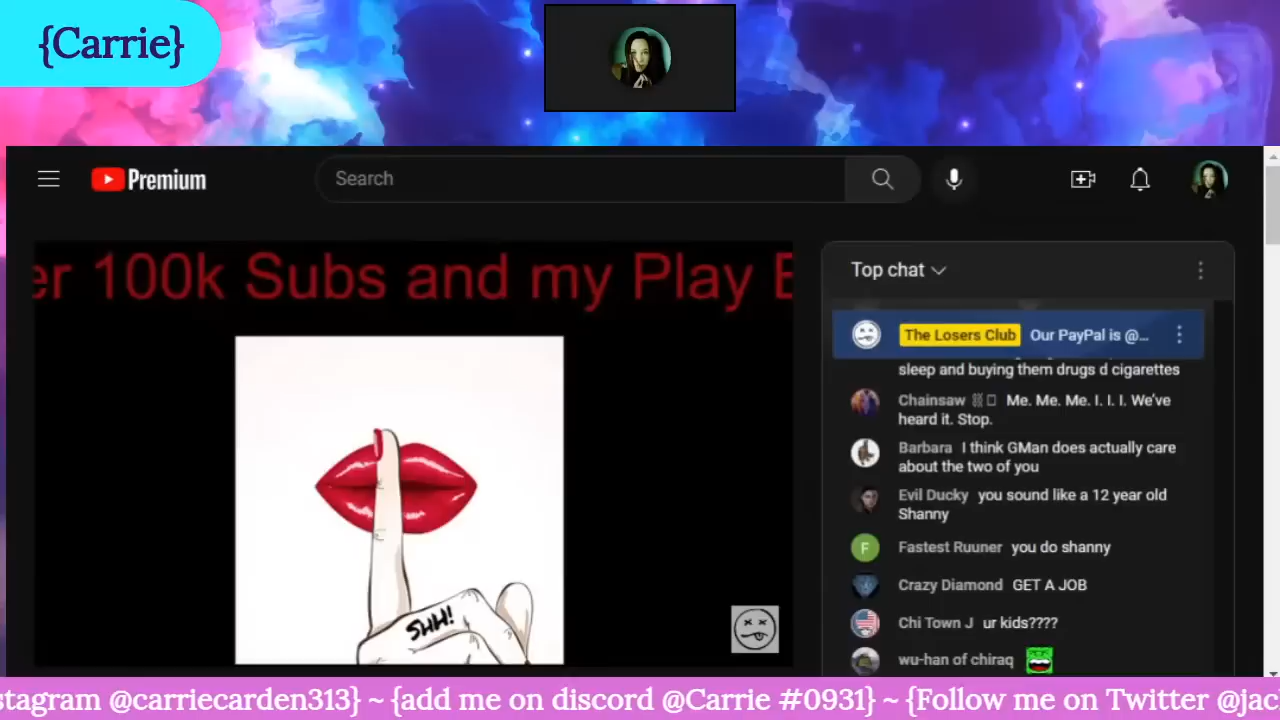 {Carrie}
Premium
Search
er 100k Subs and my Play
SHH!
Top chat
The Losers Club Our PayPal is @...
sleep and buying them drugs d cigarettes
Chainsaw Me. Me. Me. I. I. I. We've
heard it. Stop.
Barbara I think GMan does actually care
about the two of you
Evil Ducky you sound like a 12 year old
Shanny
F
Fastest Ruuner you do shanny
Crazy Diamond GET A JOB
Chi Town J ur kids????
wu-han of chiraq
stagram @carriecarden313} ~ {add me on discord @Carrie #0931} ~ {Follow me on Twitter @jac